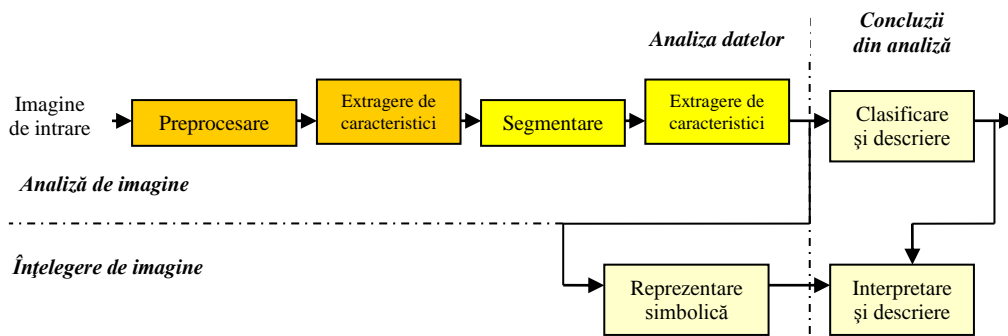 Analiza datelor
Concluzii
din analiză
Imagine
de intrare
Preprocesare
Extragere de
caracteristici
Segmentare
Extragere de
caracteristici
Clasificare
şi descriere
Analiză de imagine
Înţelegere de imagine
Reprezentare
simbolică
Interpretare
şi descriere